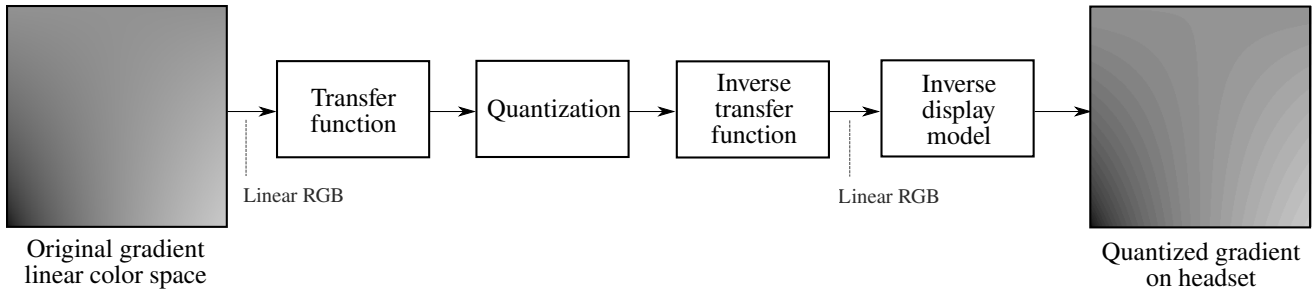 Original gradient
linear color space
Linear RGB
Transfer
function
Quantization
Inverse
transfer
function
Linear RGB
Inverse
display
model
Quantized gradient
on headset